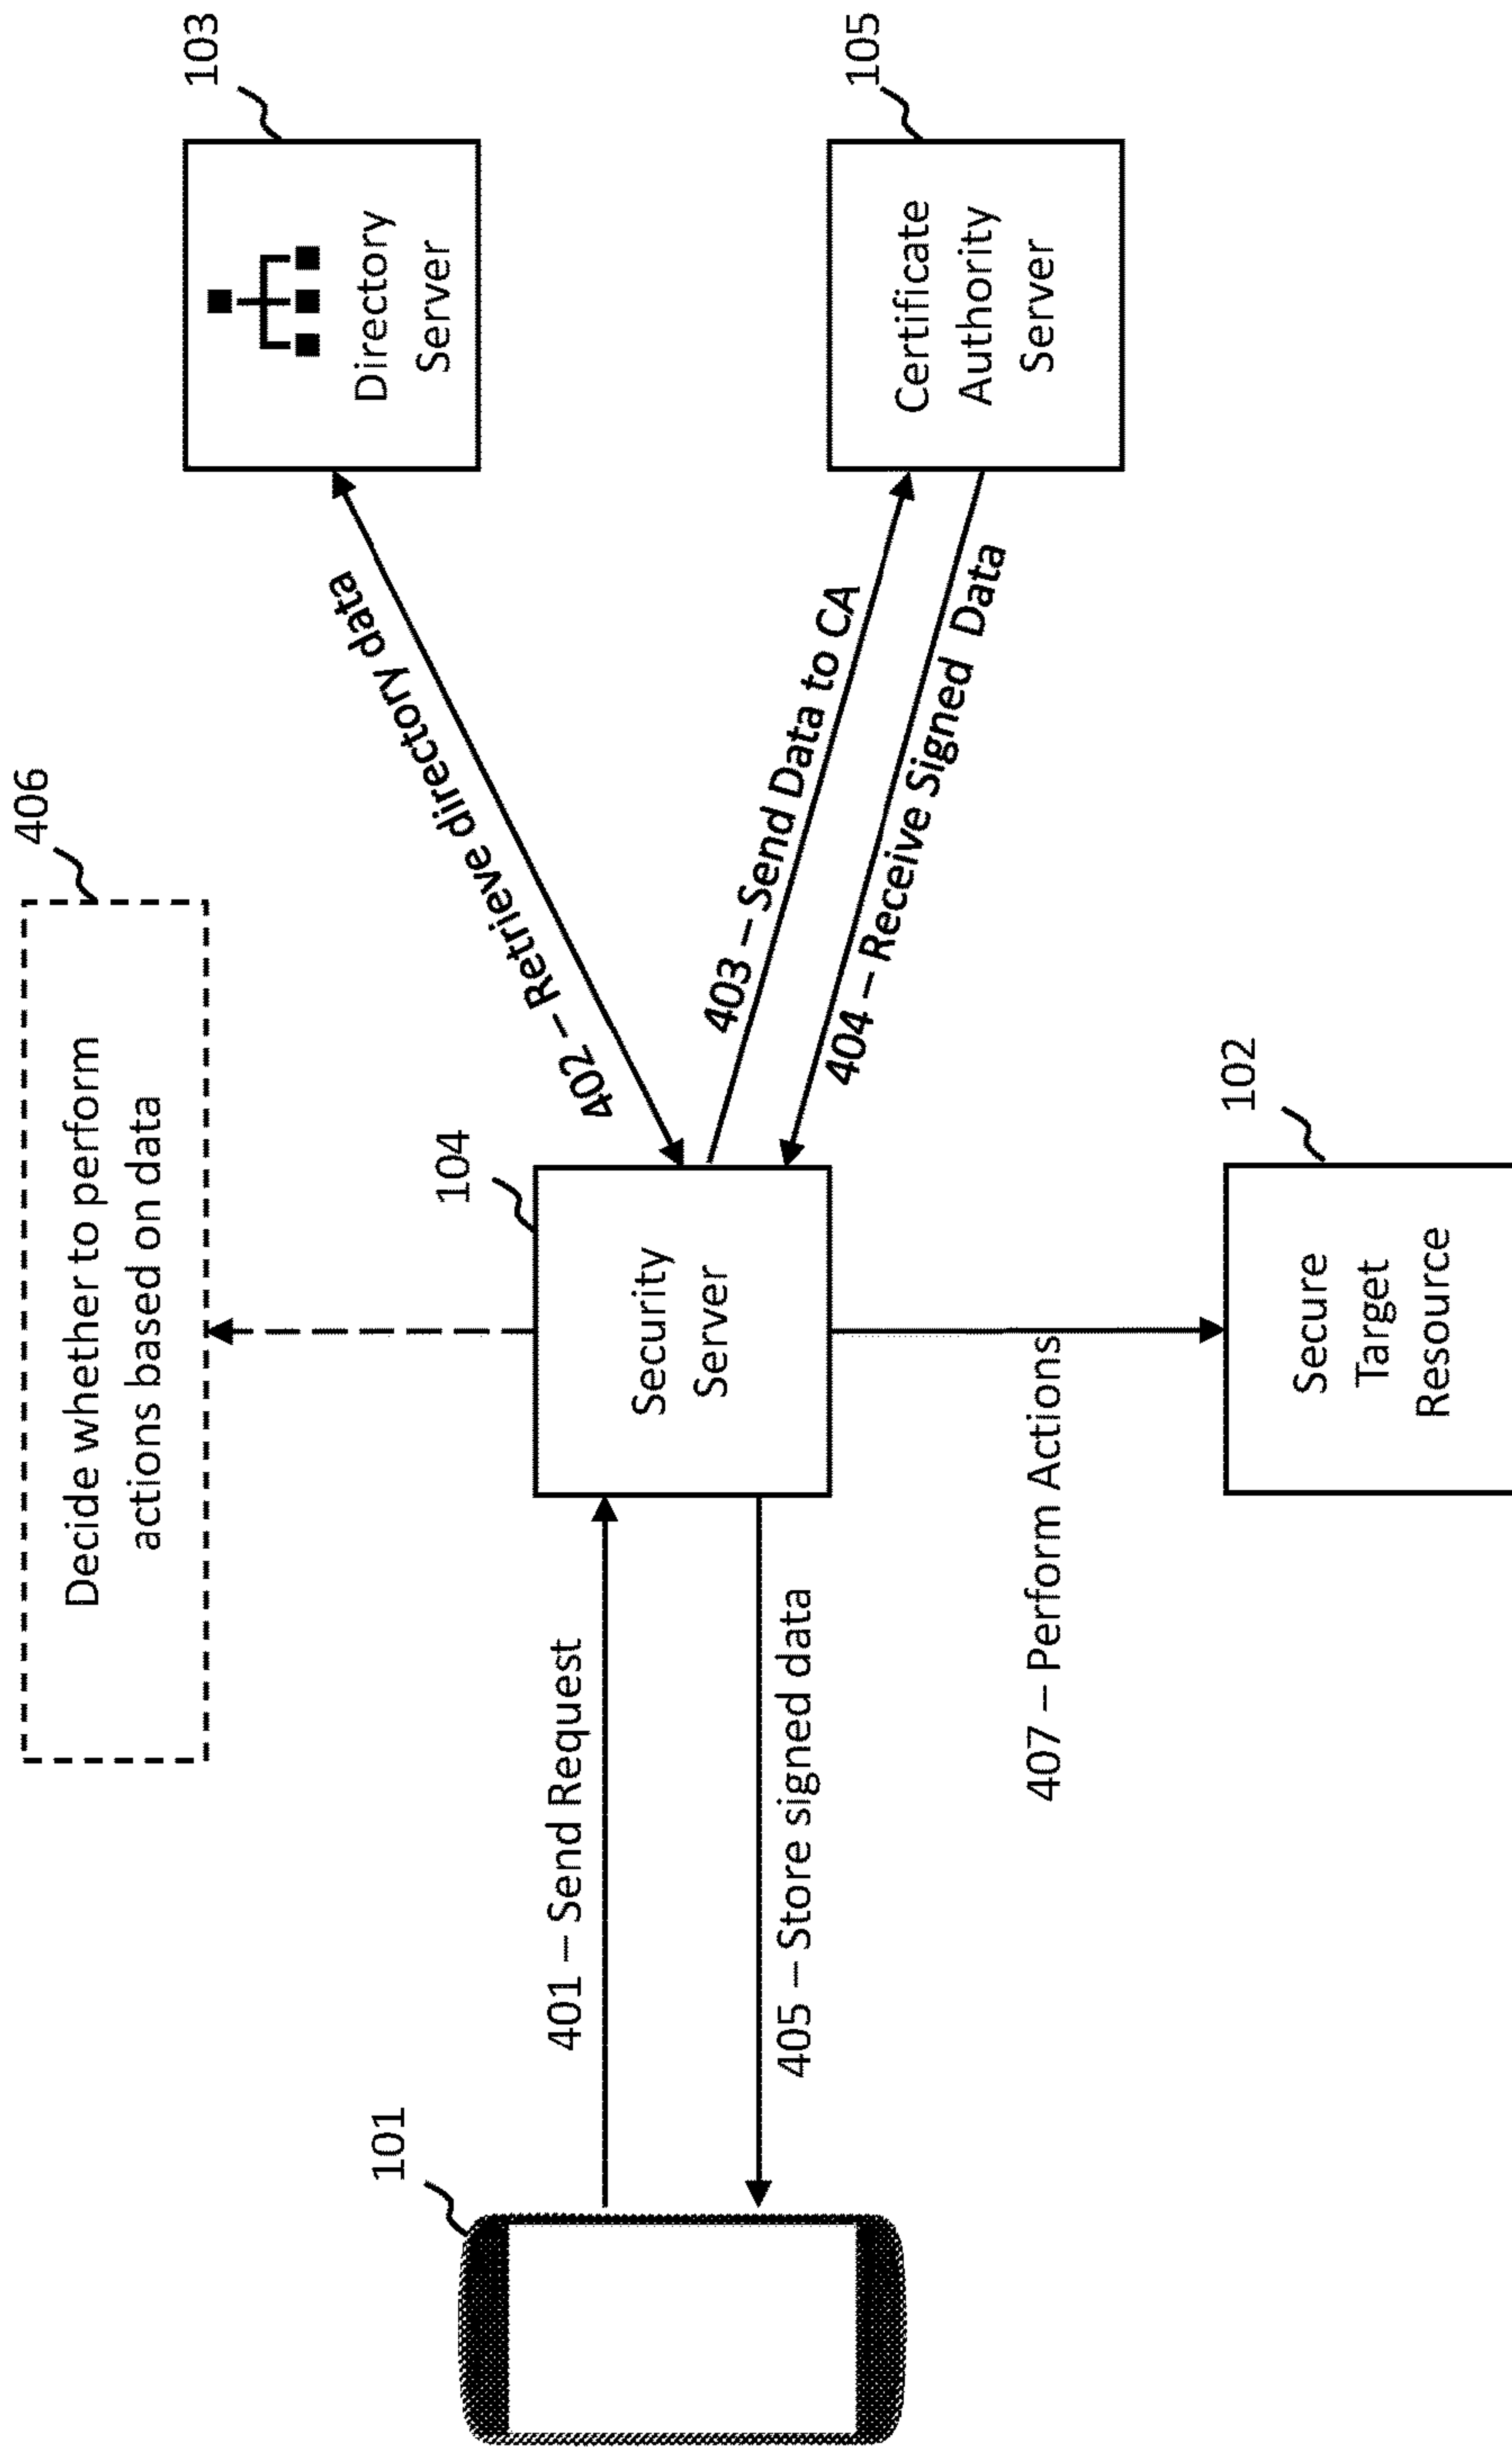 406
Decide whether to perform
actions based on data
103
Directory
Server
402 – Retrieve directory data
101
401 – Send Request
104
Security
Server
405 – Store signed data
403 – Send Data to CA
404 – Receive Signed Data
105
Certificate
Authority
Server
407 – Perform Actions
102
Secure
Target
Resource